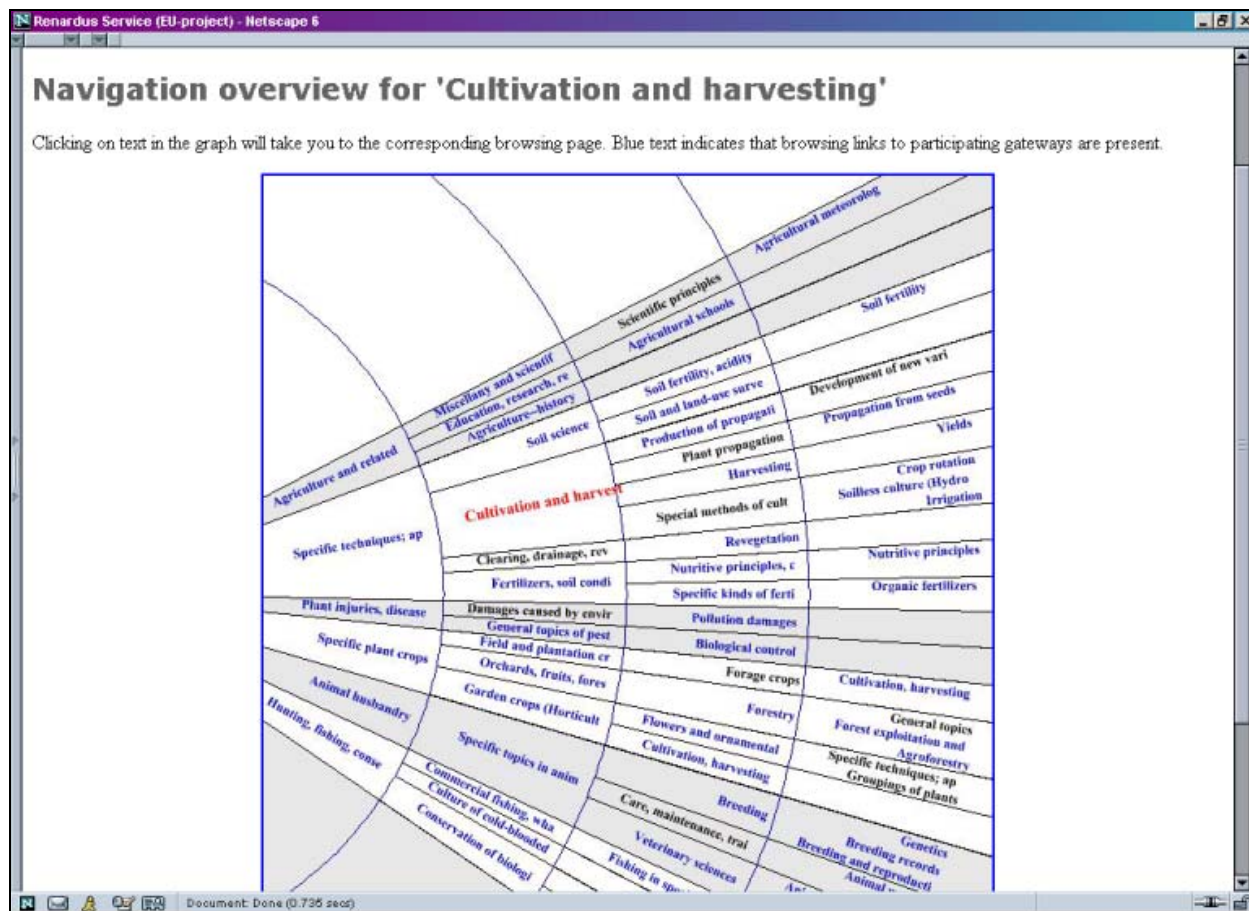 Renardus Service (EU-project) - Netscape 6
Navigation overview for 'Cultivation and harvesting'
Clicking on text in the graph will take you to the corresponding browsing page. Blue text indicates that browsing links to participating gateways are present.
Agriculture and related
Specific techniques; ap
Plant injuries, disease
Specific plant crops
Animal husbandry
Hunting, fishing, conse
Miscellany and scientif
Education, research, re
Agriculture--history
Soil science
Cultivation and harvest
Clearing, drainage, rev
Fertilizers, soil condi
Damages caused by envir
General topics of pest
Field and plantation cr
Orchards, fruits, fores
Garden crops (Horticult
Specific topics in anim
Commercial fishing, wha
Culture of cold-blooded
Conservation of biologi
Scientific principles
Agricultural schools
Soil fertility, acidity
Soil and land-use surve
Production of propagati
Plant propagation
Harvesting
Special methods of cult
Revegetation
Nutritive principles, c
Specific kinds of ferti
Pollution damages
Biological control
Forage crops
Forestry
Flowers and ornamental
Cultivation, harvesting
Breeding
Care, maintenance, trai
Veterinary sciences
Fishing in
Agricultural meteorolog
Soil fertility
Development of new vari
Propagation from seeds
Yields
Crop rotation
Soilless culture (Hydro
Irrigation
Nutritive principles
Organic fertilizers
Cultivation, harvesting
General topics
Forest exploitation and
Agroforestry
Specific techniques; ap
Groupings of plants
Genetics
Breeding records
Breeding and reproducti
Animal
Document: Done (0.736 secs)